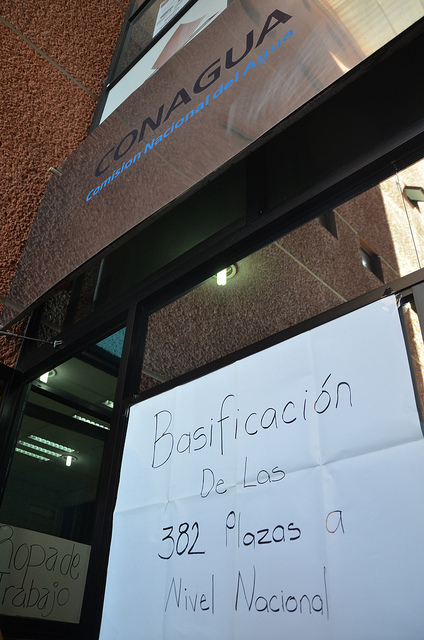 CONAGUA
Comisión Nacional del Agua
Basificación
De Las
382 Plazas a
Nivel Nacional
Ropa de
Trabajo